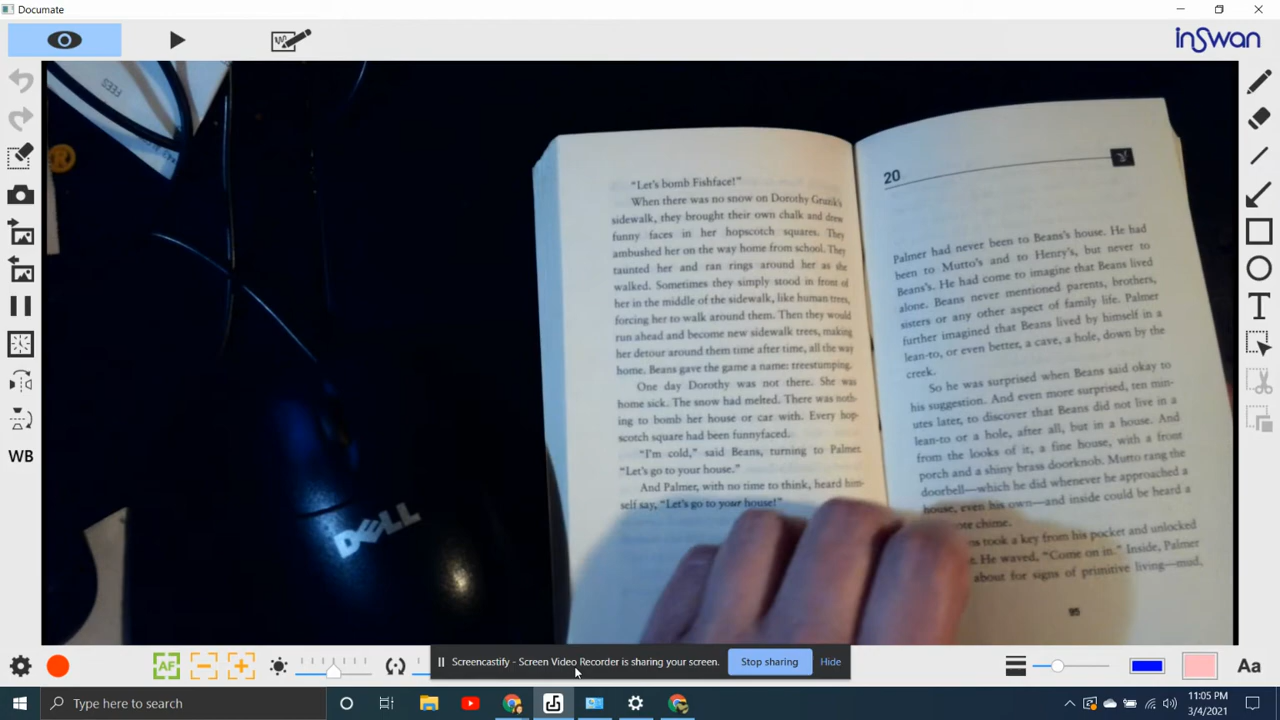 Documate
inSwan
FEES
"Let's bomb Fishface!"
When there was no snow on Dorothy Gruzik's
sidewalk, they brought their own chalk and drew
funny faces in her hopscotch squares. They
ambushed her on the way home from school. They
taunted her and ran rings around her as she
walked. Sometimes they simply stood in front of
her in the middle of the sidewalk, like human trees,
forcing her to walk around them. Then they would
run ahead and become new sidewalk trees, making
her detour around them time after time, all the way
home. Beans gave the game a name: treestumping.
One day Dorothy was not there. She was
home sick. The snow had melted. There was noth-
ing to bomb her house or car with. Every hop-
scotch square had been funnyfaced.
"I'm cold," said Beans, turning to Palmer.
"Let's go to your house."
And Palmer, with no time to think, heard him-
self say, "Let's go to your house!"
20
Palmer had never been to Beans's house. He had
been to Mutto's and to Henry's, but never to
Beans's. He had come to imagine that Beans lived
alone. Beans never mentioned parents, brothers,
sisters or any other aspect of family life. Palmer
further imagined that Beans lived by himself in a
lean-to, or even better, a cave, a hole, down by the
creek.
So he was surprised when Beans said okay to
his suggestion. And even more surprised, ten min-
utes later, to discover that Beans did not live in a
lean-to or a hole, after all, but in a house. And
from the looks of it, a fine house, with a front
porch and a shiny brass doorknob. Mutto rang the
doorbell—which he did whenever he approached a
house, even his own—and inside could be heard a
chime.
took a key from his pocket and unlocked
He waved, "Come on in." Inside, Palmer
about for signs of primitive living—mud,
95
DELL
WB
T
AF
Screencastify - Screen Video Recorder is sharing your screen.
Stop sharing
Hide
Aa
Type here to search
11:05 PM
3/4/2021